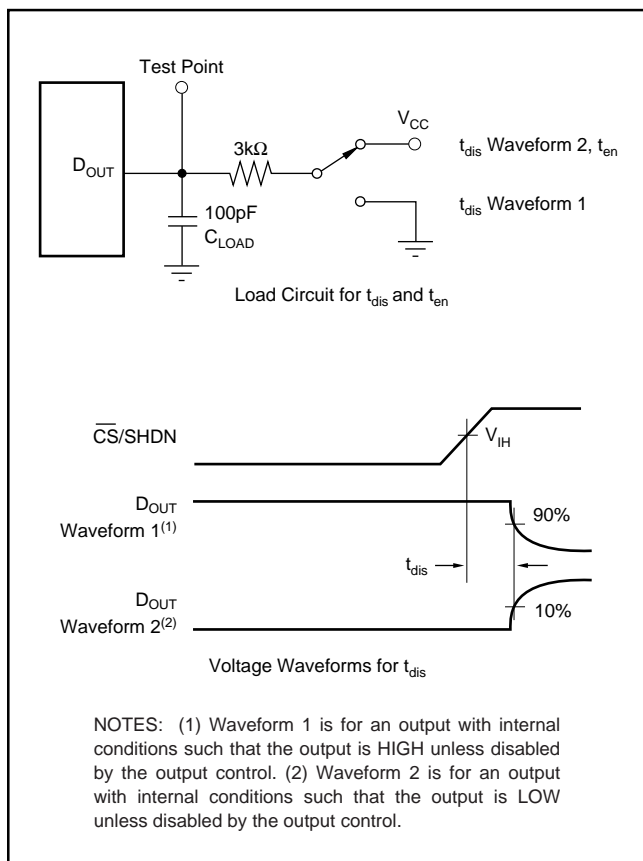 Test Point
D_OUT
3kΩ
V_CC
t_dis Waveform 2, t_en
100pF
C_LOAD
t_dis Waveform 1
Load Circuit for t_dis and t_en
C̅S̅/SHDN
V_IH
D_OUT
Waveform 1(1)
90%
t_dis
D_OUT
Waveform 2(2)
10%
Voltage Waveforms for t_dis
NOTES: (1) Waveform 1 is for an output with internal
conditions such that the output is HIGH unless disabled
by the output control. (2) Waveform 2 is for an output
with internal conditions such that the output is LOW
unless disabled by the output control.